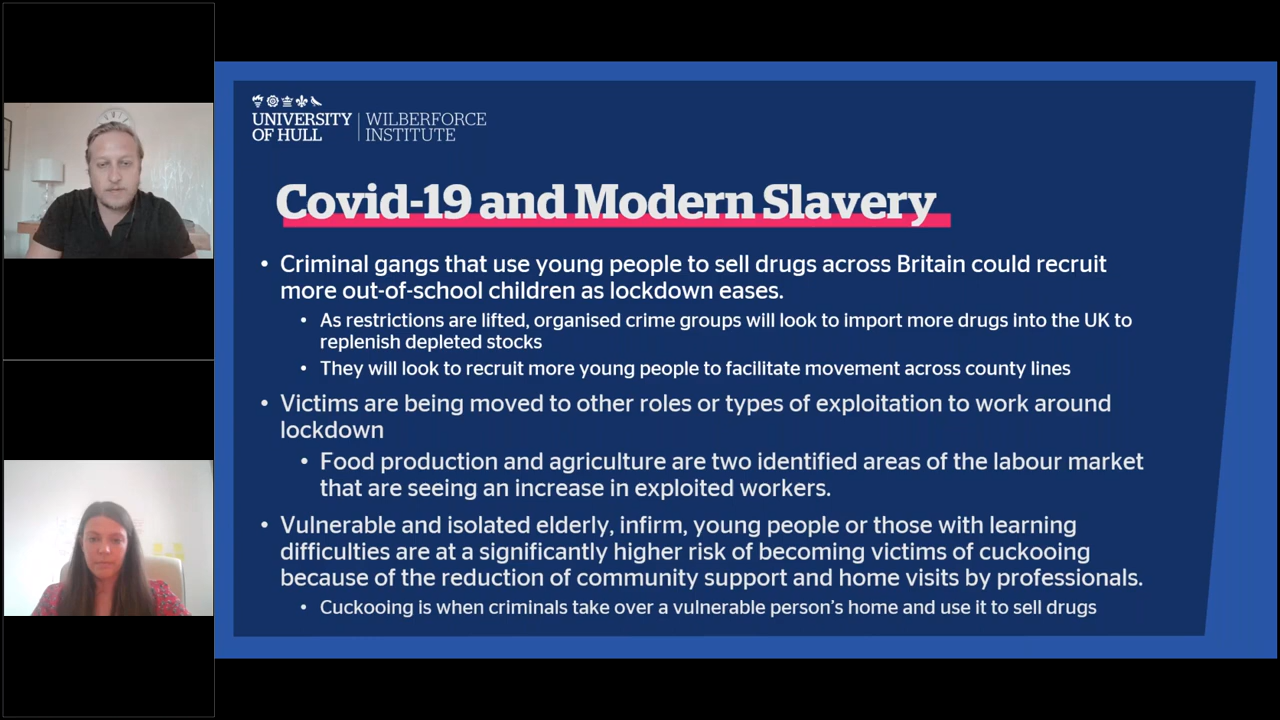 UNIVERSITY OF HULL
WILBERFORCE INSTITUTE
Covid-19 and Modern Slavery
• Criminal gangs that use young people to sell drugs across Britain could recruit
more out-of-school children as lockdown eases.
• As restrictions are lifted, organised crime groups will look to import more drugs into the UK to
replenish depleted stocks
• They will look to recruit more young people to facilitate movement across county lines
• Victims are being moved to other roles or types of exploitation to work around
lockdown
• Food production and agriculture are two identified areas of the labour market
that are seeing an increase in exploited workers.
• Vulnerable and isolated elderly, infirm, young people or those with learning
difficulties are at a significantly higher risk of becoming victims of cuckooing
because of the reduction of community support and home visits by professionals.
• Cuckooing is when criminals take over a vulnerable person's home and use it to sell drugs